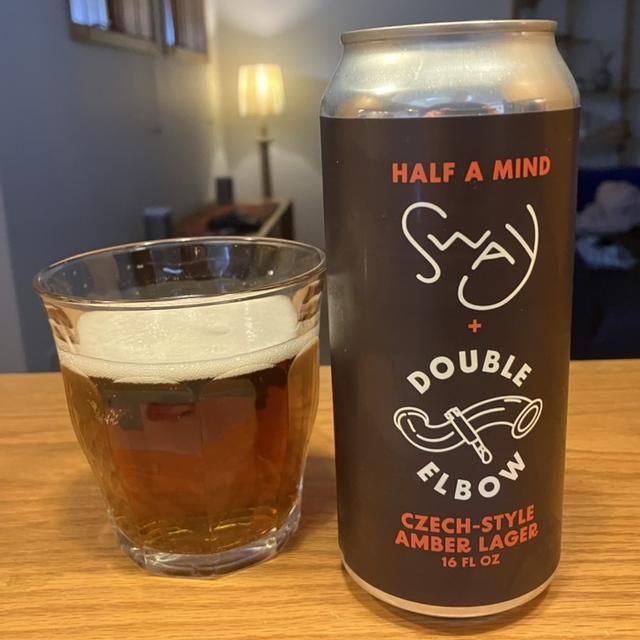 HALF A MIND
SWAY
+
DOUBLE
ELBOW
CZECH-STYLE
AMBER LAGER
16 FL OZ